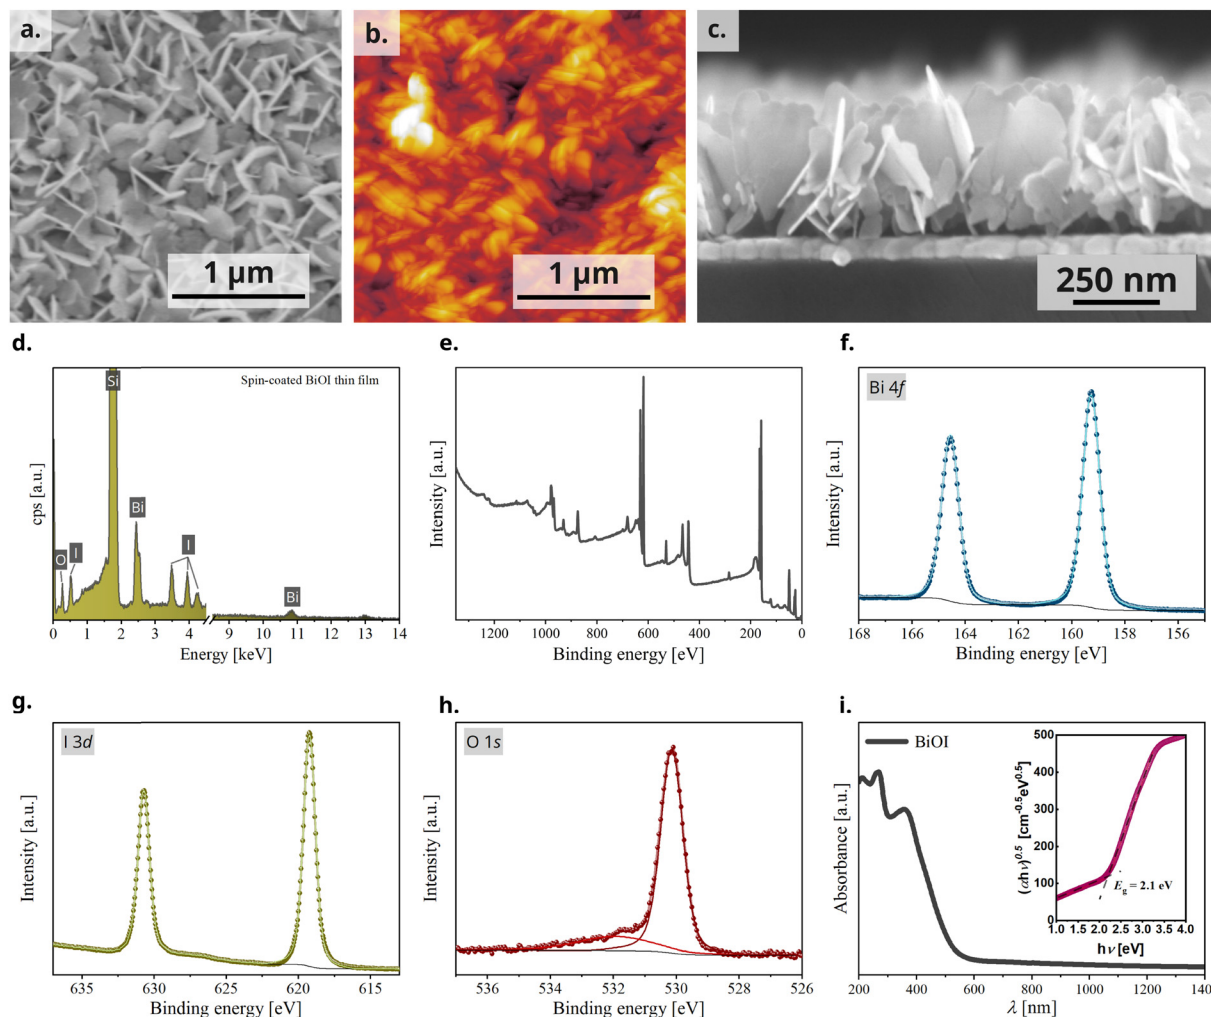 a.
1 μm
b.
1 μm
c.
250 nm
d.
Spin-coated BiOI thin film
Si
Bi
O
I
I
Bi
cps [a.u.]
0 1 2 3 4 9 10 11 12 13 14
Energy [keV]
e.
Intensity [a.u.]
1200 1000 800 600 400 200 0
Binding energy [eV]
f.
Bi 4f
Intensity [a.u.]
168 166 164 162 160 158 156
Binding energy [eV]
g.
I 3d
Intensity [a.u.]
635 630 625 620 615
Binding energy [eV]
h.
O 1s
Intensity [a.u.]
536 534 532 530 528 526
Binding energy [eV]
i.
BiOI
Absorbance [a.u.]
200 400 600 800 1000 1200 140
λ [nm]
(αhν)^0.5 [cm^-0.5eV^0.5]
500
400
300
200
100
0
E_g = 2.1 eV
1.0 1.5 2.0 2.5 3.0 3.5 4.0
hν [eV]